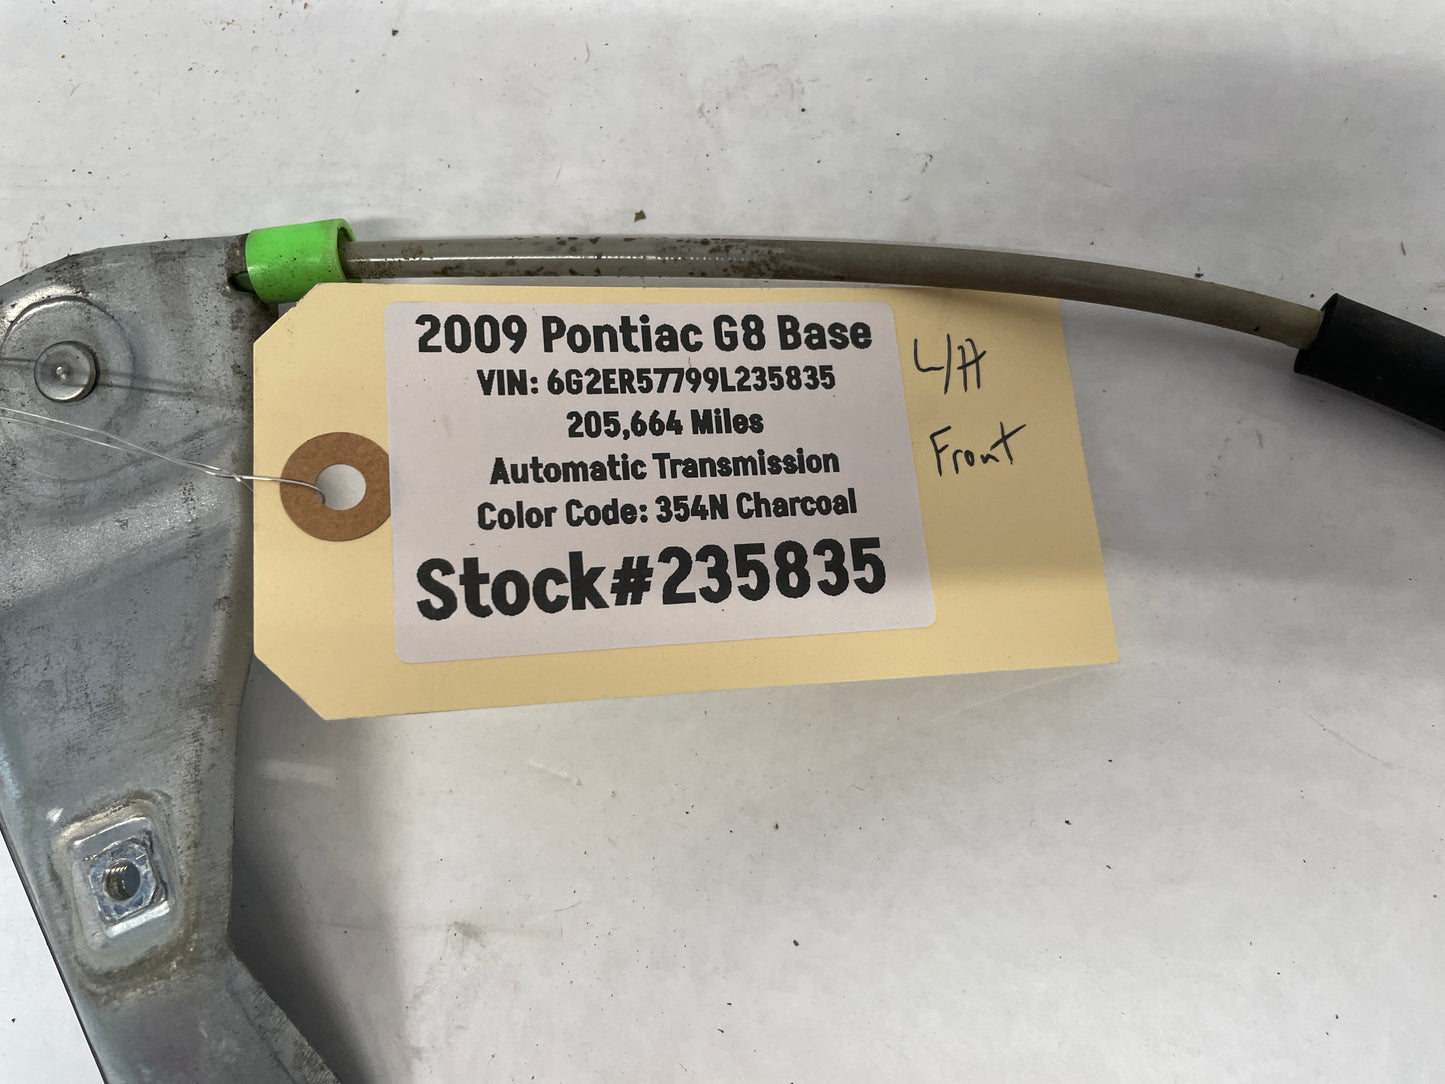 2009 Pontiac G8 Base
VIN: 6G2ER57799L235835
205,664 Miles
Automatic Transmission
Color Code: 354N Charcoal
Stock#235835
L/H
Front